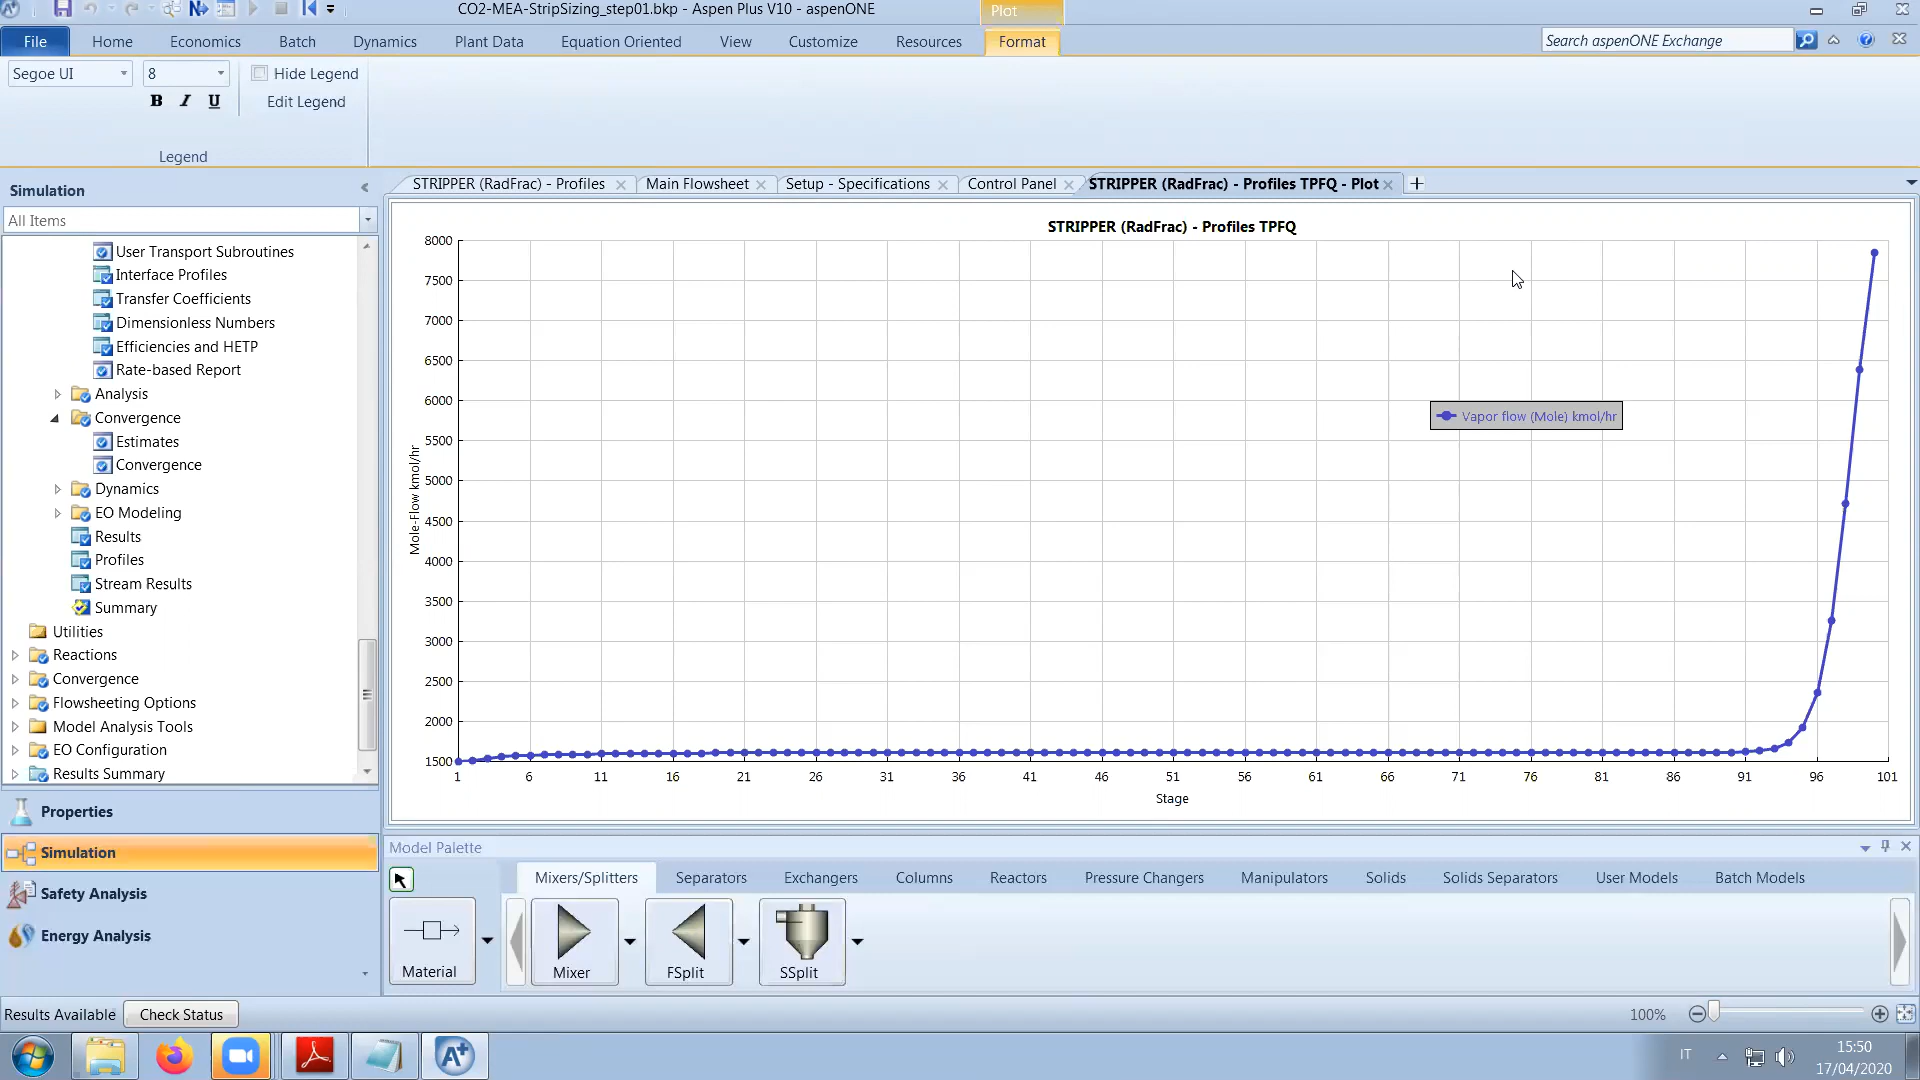 CO2-MEA-StripSizing_step01.bkp - Aspen Plus V10 - aspenONE
Plot
File
Home
Economics
Batch
Dynamics
Plant Data
Equation Oriented
View
Customize
Resources
Format
Search aspenONE Exchange
Segoe UI
8
Hide Legend
B I U
Edit Legend
Legend
Simulation
All Items
User Transport Subroutines
Interface Profiles
Transfer Coefficients
Dimensionless Numbers
Efficiencies and HETP
Rate-based Report
Analysis
Convergence
Estimates
Convergence
Dynamics
EO Modeling
Results
Profiles
Stream Results
Summary
Utilities
Reactions
Convergence
Flowsheeting Options
Model Analysis Tools
EO Configuration
Results Summary
Properties
Simulation
Safety Analysis
Energy Analysis
STRIPPER (RadFrac) - Profiles
Main Flowsheet
Setup - Specifications
Control Panel
STRIPPER (RadFrac) - Profiles TPFQ - Plot
STRIPPER (RadFrac) - Profiles TPFQ
8000
7500
7000
6500
6000
5500
5000
4500
4000
3500
3000
2500
2000
1500
Mole-Flow kmol/hr
Vapor flow (Mole) kmol/hr
1 6 11 16 21 26 31 36 41 46 51 56 61 66 71 76 81 86 91 96 101
Stage
Model Palette
Mixers/Splitters
Separators
Exchangers
Columns
Reactors
Pressure Changers
Manipulators
Solids
Solids Separators
User Models
Batch Models
Material
Mixer
FSplit
SSplit
Results Available
Check Status
100%
IT
15:50
17/04/2020